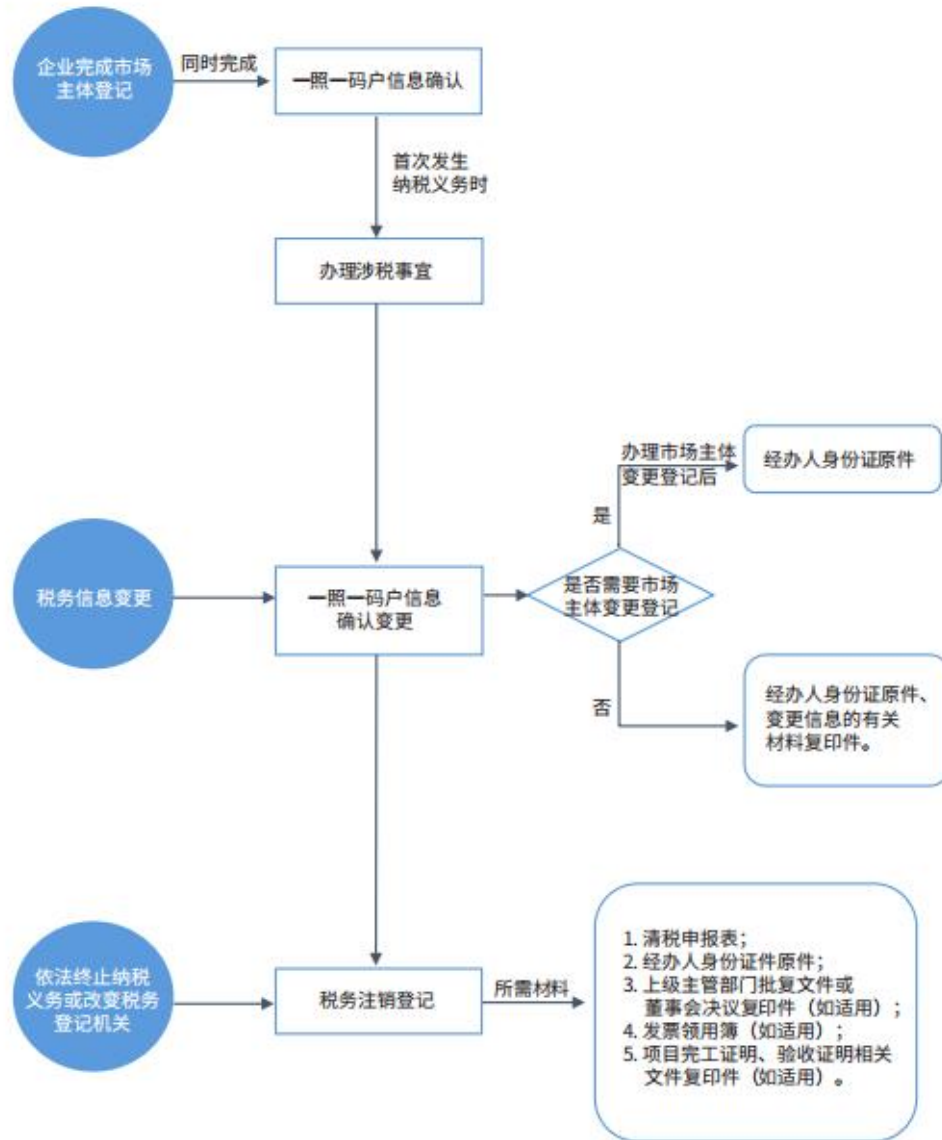 企业完成市场
主体登记
同时完成
一照一码户信息确认
首次发生
纳税义务时
办理涉税事宜
税务信息变更
一照一码户信息
确认变更
是否需要市场
主体变更登记
是
办理市场主体
变更登记后
经办人身份证原件
否
经办人身份证原件、
变更信息的有关
材料复印件。
依法终止纳税
义务或改变税务
登记机关
税务注销登记
所需材料
1. 清税申报表；
2. 经办人身份证件原件；
3. 上级主管部门批复文件或
董事会决议复印件（如适用）；
4. 发票领用簿（如适用）；
5. 项目完工证明、验收证明相关
文件复印件（如适用）。